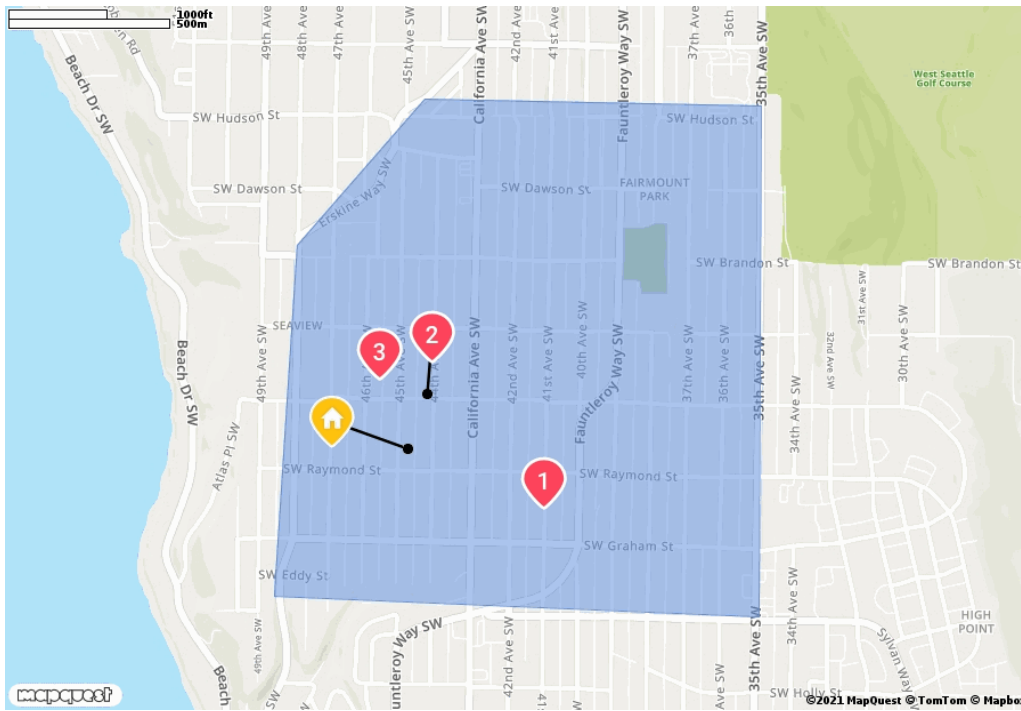 1000ft
500m
Beach Dr SW
49th Ave SW
48th Ave SW
47th Ave SW
45th Ave SW
California Ave SW
42nd Ave
41st Ave
Fauntleroy Way SW
37th Ave
36th
35th Ave SW
West Seattle
Golf Course
SW Hudson St
SW Hudson St
SW Dawson St
SW Dawson St
FAIRMOUNT
PARK
Erskine Way SW
SW Brandon St
SW Brandon St
31st Ave SW
30th Ave SW
32nd Ave SW
SEAVIEW
49th Ave SW
46th
45th Ave SW
44th
California Ave SW
42nd Ave SW
41st Ave SW
40th Ave SW
Fauntleroy Way SW
37th Ave SW
36th Ave SW
35th Ave SW
34th Ave SW
Beach Dr SW
Atlas Pl SW
3
2
1
SW Raymond St
SW Raymond St
SW Graham St
SW Eddy St
49th Ave SW
Beach
SW
Fauntleroy Way SW
42nd Ave SW
41s
Ave SW
35th Ave SW
34th Ave SW
HIGH
POINT
Sylvan Way
SW Holly St
mapquest
©2021 MapQuest © TomTom © Mapbo